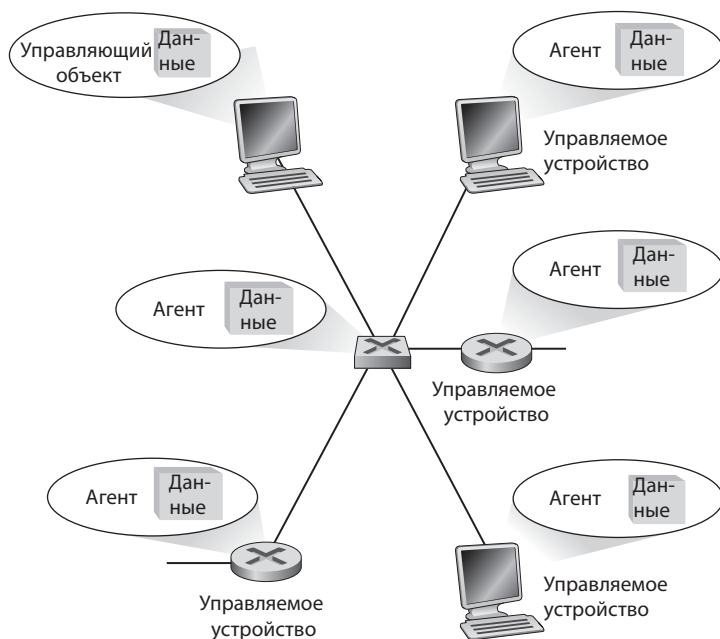 Управляющий
объект
Дан-
ные
Агент
Дан-
ные
Управляемое
устройство
Агент
Дан-
ные
Агент
Дан-
ные
Управляемое
устройство
Агент
Дан-
ные
Управляемое
устройство
Агент
Дан-
ные
Управляемое
устройство